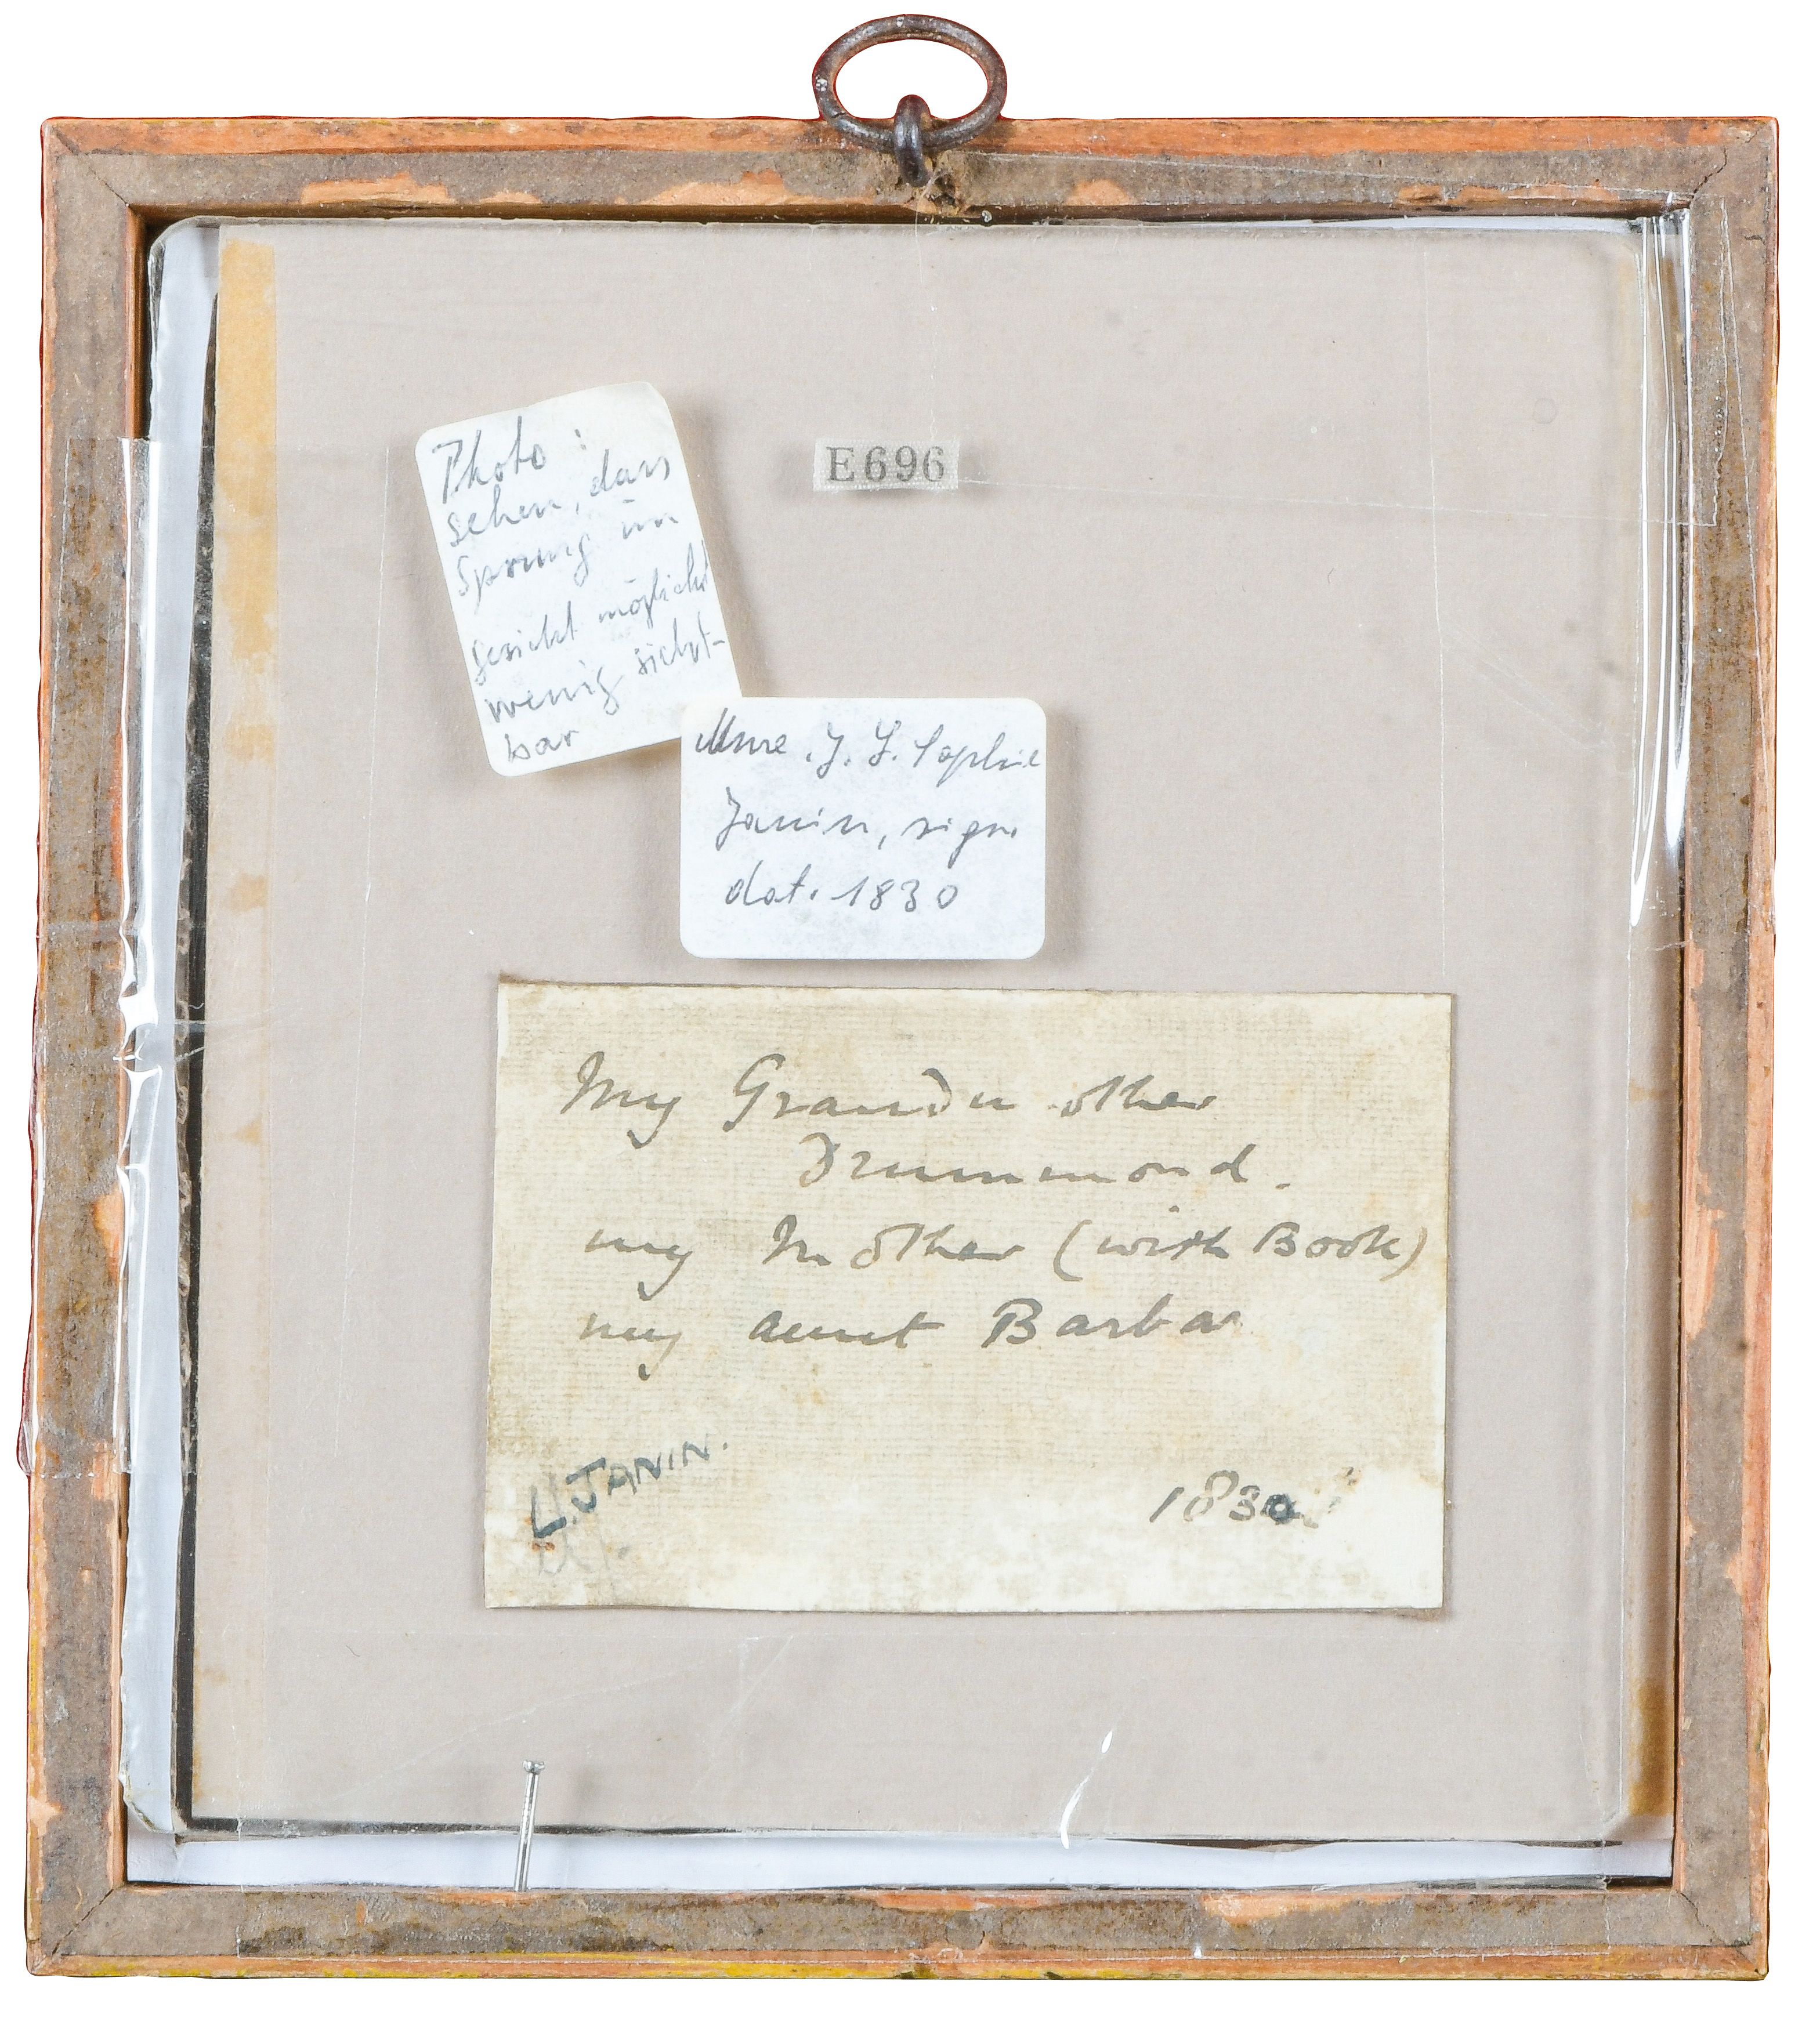 Photo :
sehen, dass
Sprung im
gesicht möglichst
wenig sicht-
bar
E696
Mme. J. J. Sophie
Janin, sign.
dat. 1830
My Grandmother
Drummond.
my Mother (with Book)
my aunt Barbar
L. JANIN.
1830